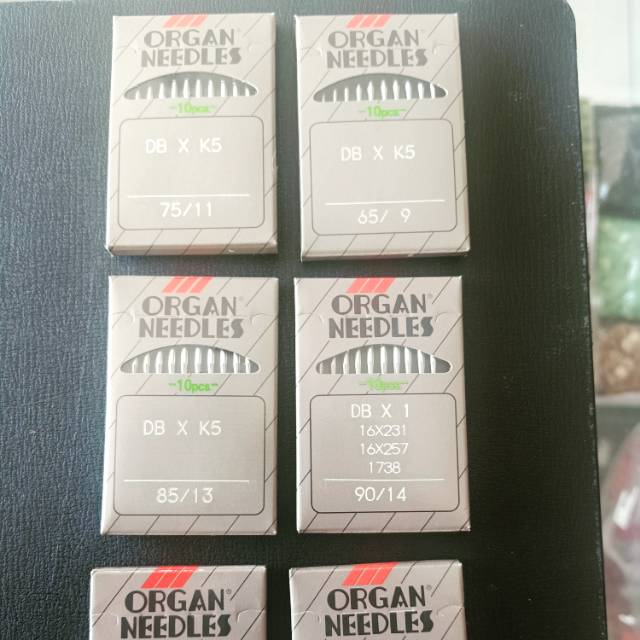 ORGAN®
NEEDLES
-10pcs-
DB X K5
75/11
ORGAN®
NEEDLES
-10pcs-
DB X K5
65/ 9
ORGAN®
NEEDLES
-10pcs-
DB X K5
85/13
ORGAN®
NEEDLES
-10pcs-
DB X 1
16X231
16X257
1738
90/14
ORGAN®
NEEDLES
ORGAN®
NEEDLES